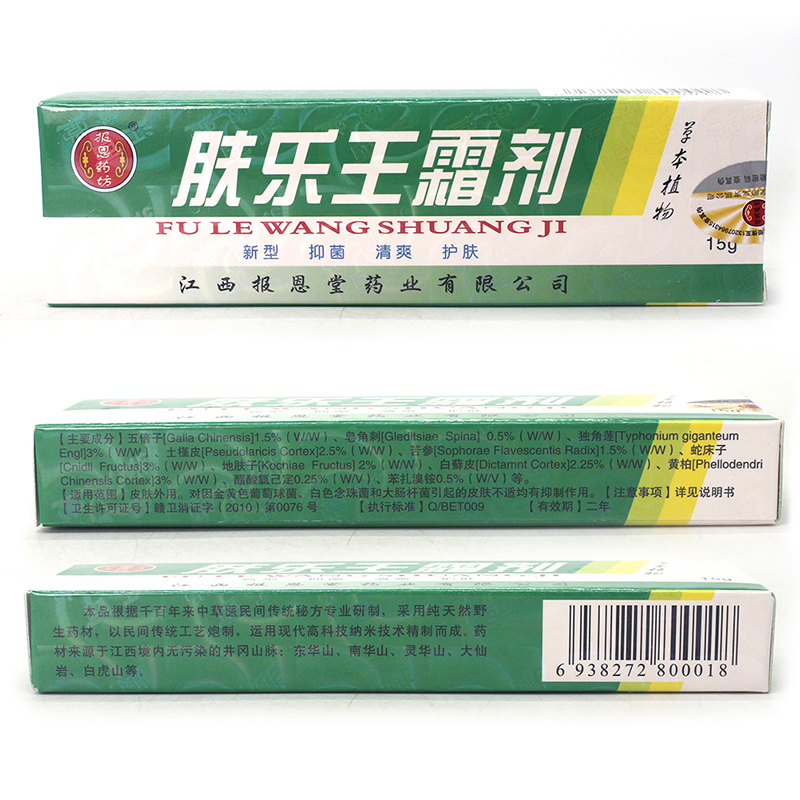 报恩药坊
肤乐王霜剂
FU LE WANG SHUANG JI
新型 抑菌 清爽 护肤
江西报恩堂药业有限公司
草本植物
15g
【主要成分】五倍子[Galia Chinensis]1.5%(W/W)、皂角刺[Gleditsiae Spina] 0.5%(W/W)、独角莲[Typhonium giganteum
Engl]3%(W/W)、土槿皮[Pseudolaricis Cortex]2.5%(W/W)、苦参[Sophorae Flavescentis Radix]1.5%(W/W)、蛇床子
[Cnidll Fructus]3%(W/W)、地肤子[Kocniae Fructus] 2%(W/W)、白藓皮[Dictamnt Cortex]2.25%(W/W)、黄柏[Phellodendri
Chinensis Cortex]3%(W/W)、醋酸氯己定0.25%(W/V)、苯扎溴铵0.5%(W/V)等。
【适用范围】皮肤外用。对因金黄色葡萄球菌、白色念珠菌和大肠杆菌引起的皮肤不适均有抑制作用。【注意事项】详见说明书
【卫生许可证号】赣卫消证字(2010)第0076号 【执行标准】Q/BET009 【有效期】二年
15g
本品根据千百年来中草医民间传统秘方专业研制，采用纯天然野
生药材，以民间传统工艺炮制，运用现代高科技纳米技术精制而成。药
材来源于江西境内无污染的井冈山脉：东华山、南华山、灵华山、大仙
岩、白虎山等。
6 938272 800018